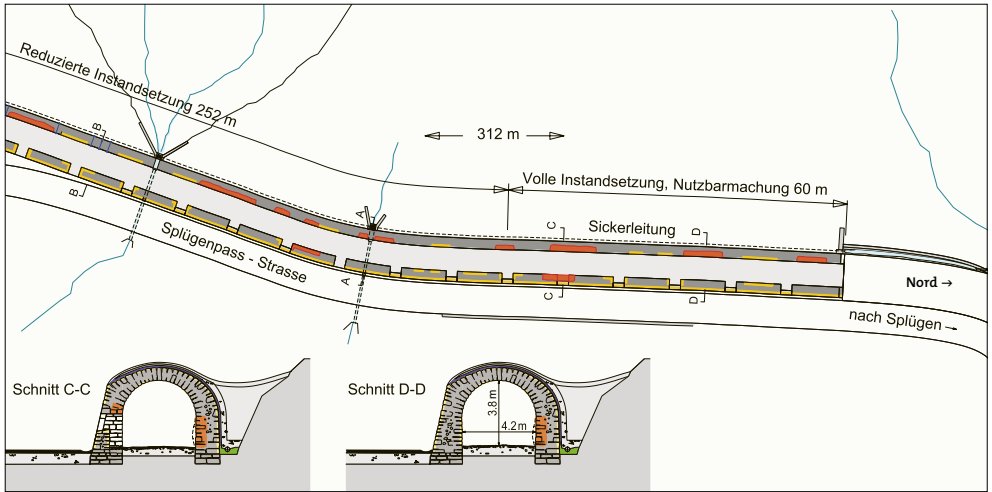 Reduzierte Instandsetzung 252 m
312 m
Volle Instandsetzung, Nutzbarmachung 60 m
B
A
C
Sickerleitung
D
B
Splügenpass - Strasse
A
C
D
Nord →
nach Splügen →
Schnitt C-C
Schnitt D-D
3.8 m
4.2 m